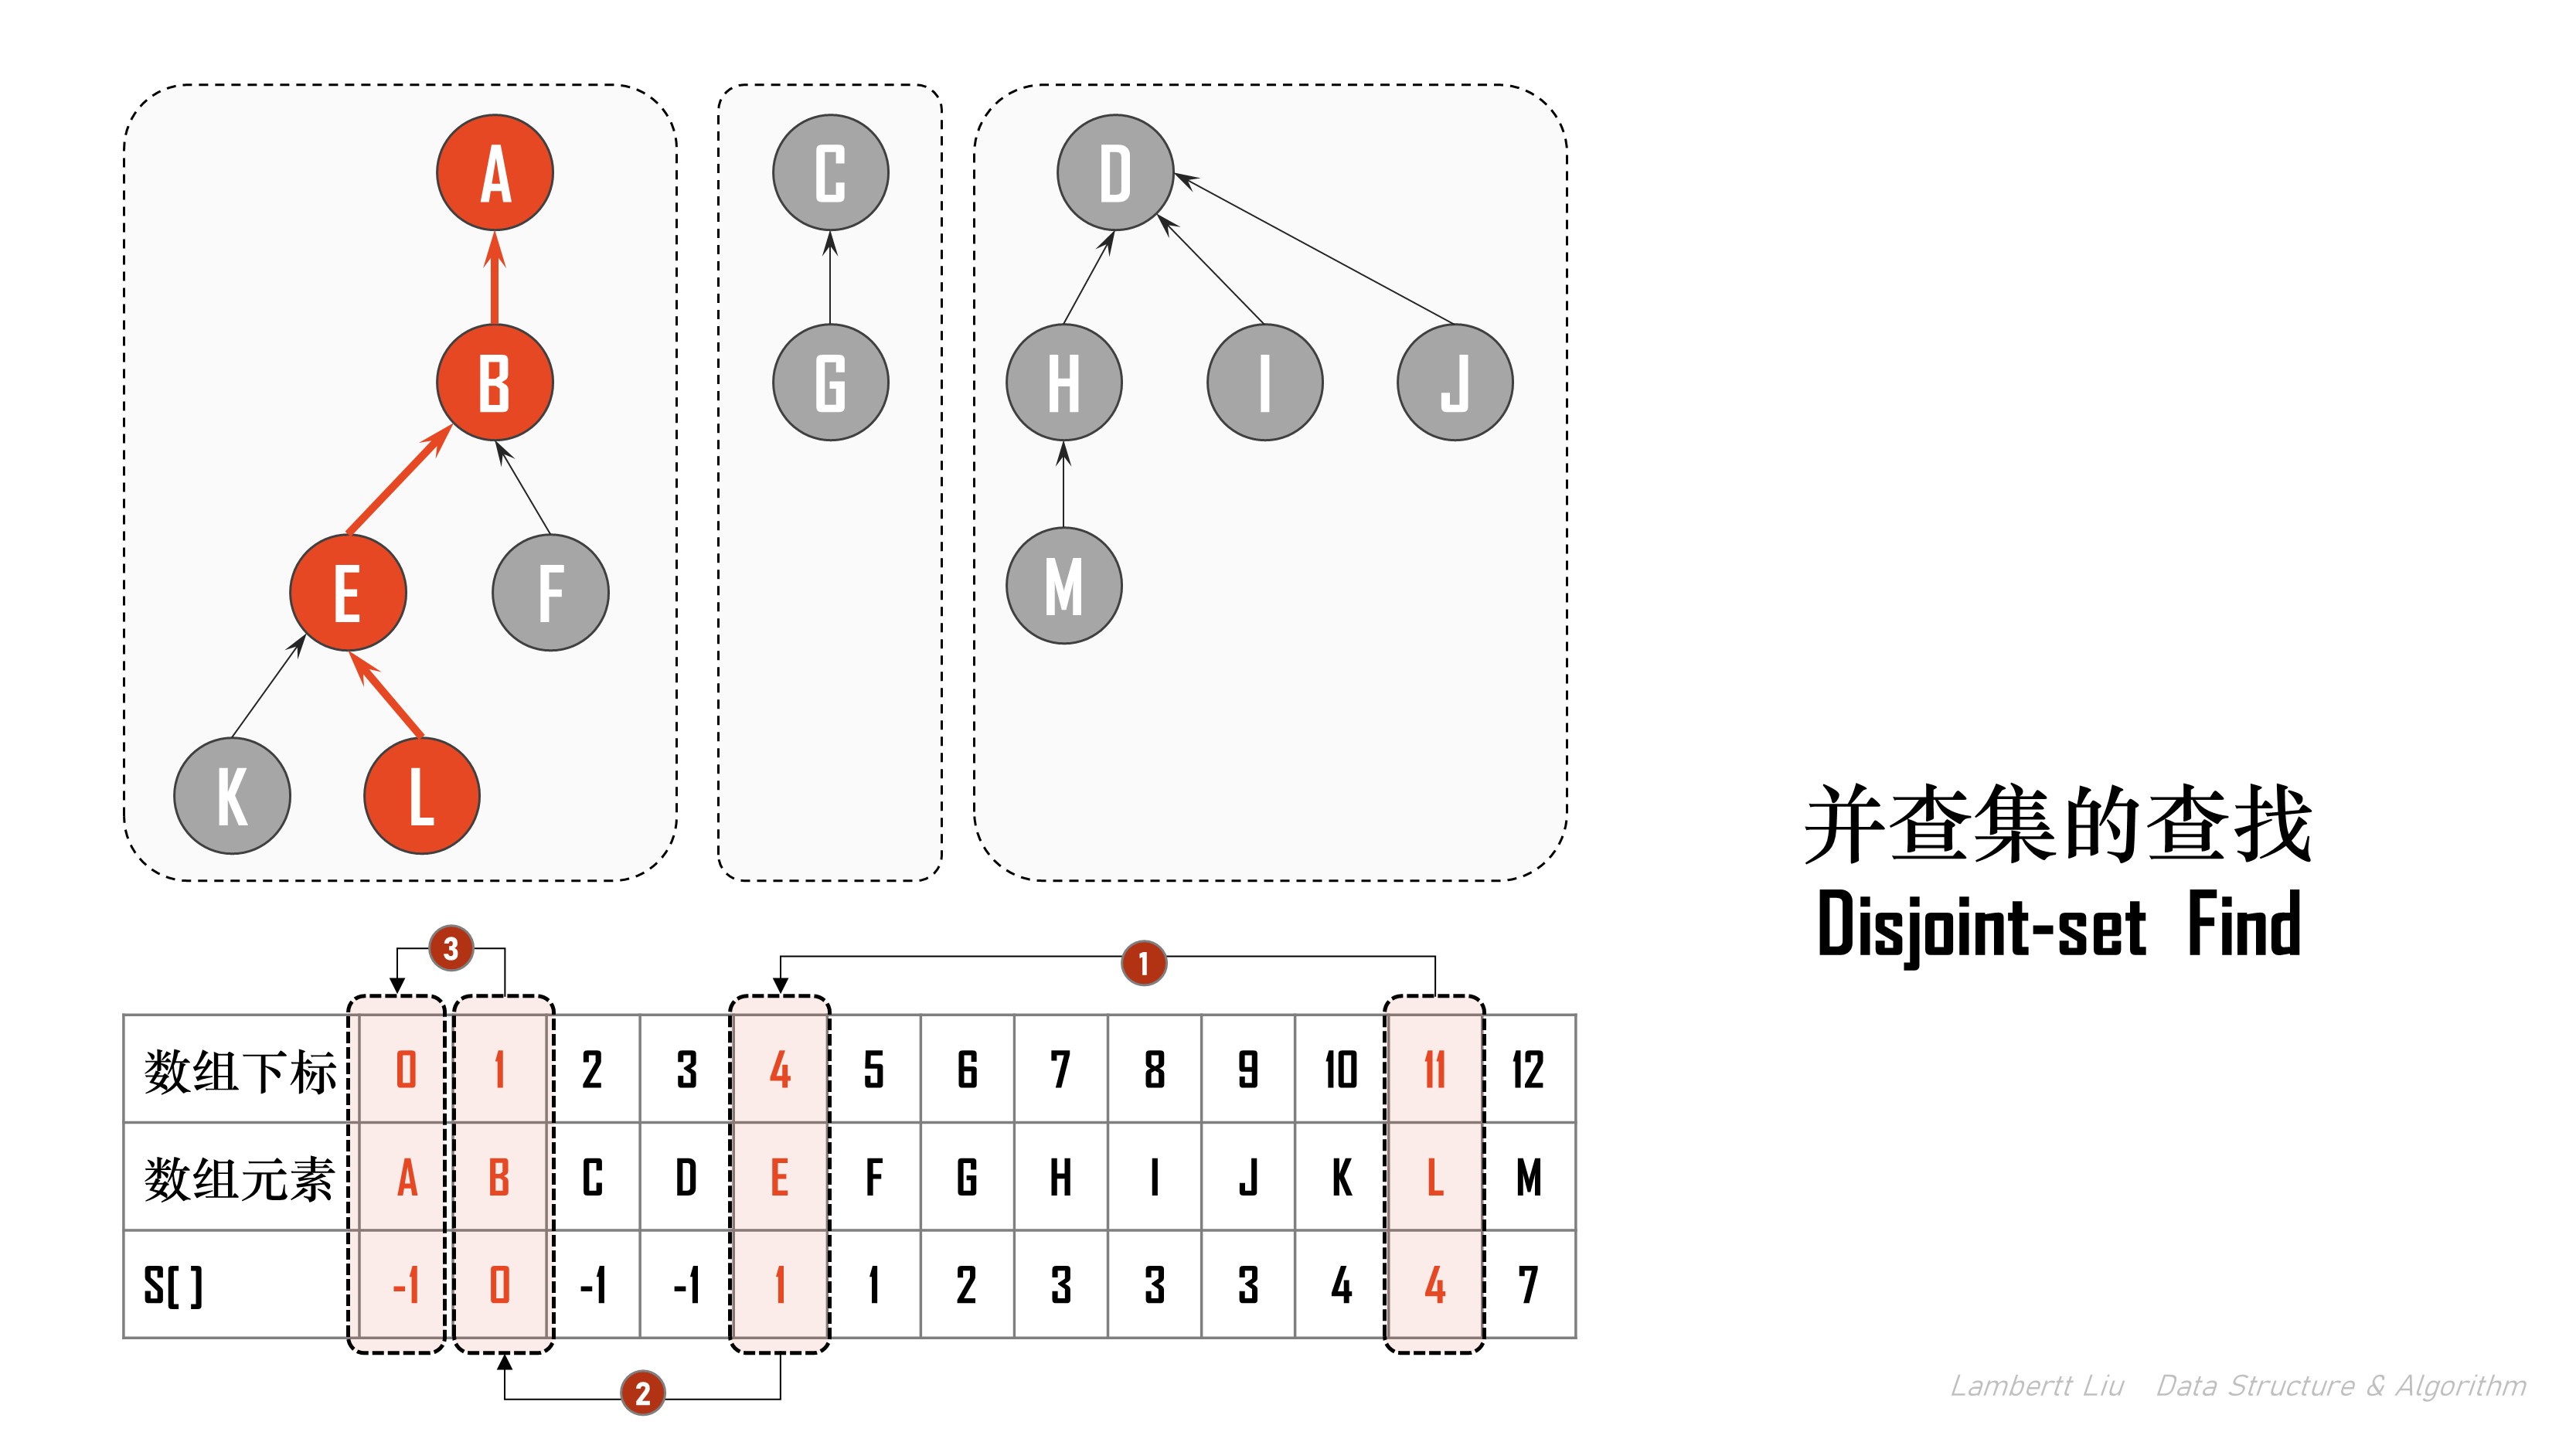 A C D
B G H I J
E F M
K L
并查集的查找
Disjoint-set Find
3 1
数组下标 0 1 2 3 4 5 6 7 8 9 10 11 12
数组元素 A B C D E F G H I J K L M
S[ ] -1 0 -1 -1 1 1 2 3 3 3 4 4 7
2
Lambertt Liu Data Structure & Algorithm